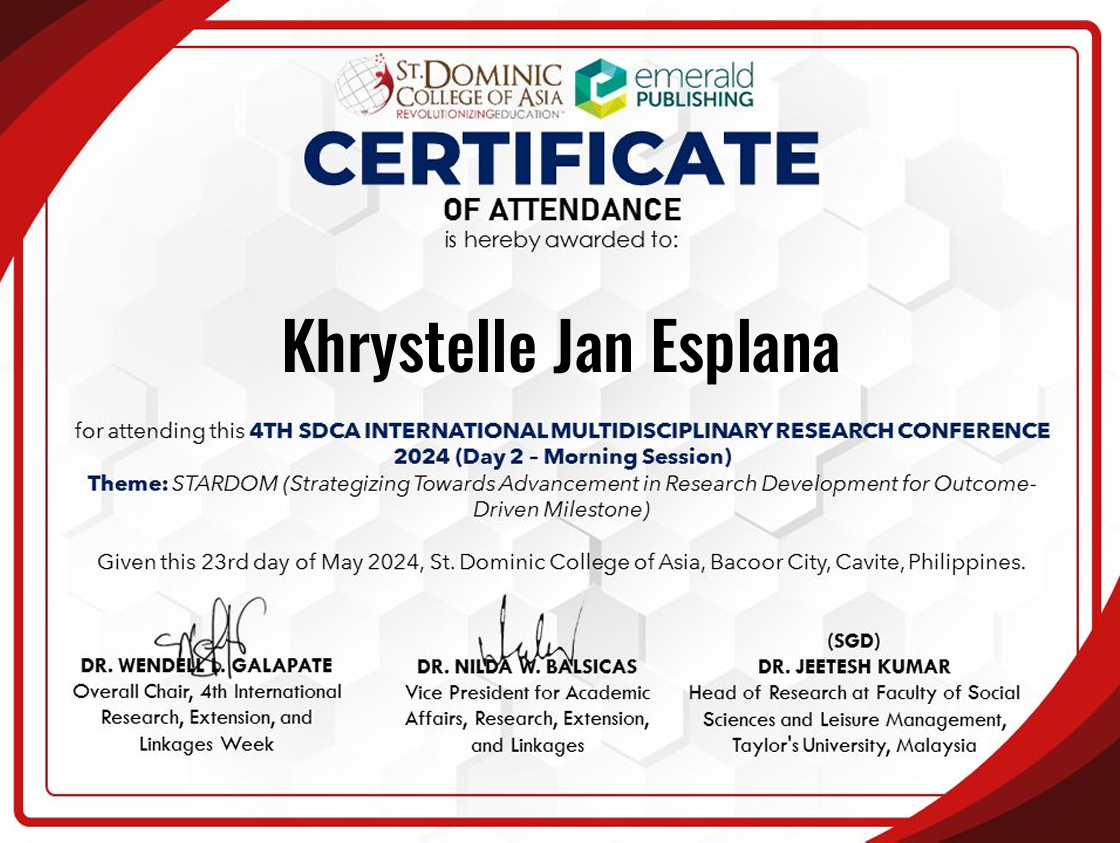 ST. DOMINIC
COLLEGE OF ASIA
REVOLUTIONIZING EDUCATION
emerald
PUBLISHING
CERTIFICATE
OF ATTENDANCE
is hereby awarded to:
Khrystelle Jan Esplana
for attending this 4TH SDCA INTERNATIONAL MULTIDISCIPLINARY RESEARCH CONFERENCE
2024 (Day 2 – Morning Session)
Theme: STARDOM (Strategizing Towards Advancement in Research Development for Outcome-
Driven Milestone)
Given this 23rd day of May 2024, St. Dominic College of Asia, Bacoor City, Cavite, Philippines.
DR. WENDELL D. GALAPATE
Overall Chair, 4th International
Research, Extension, and
Linkages Week
DR. NILDA W. BALSICAS
Vice President for Academic
Affairs, Research, Extension,
and Linkages
(SGD)
DR. JEETESH KUMAR
Head of Research at Faculty of Social
Sciences and Leisure Management,
Taylor's University, Malaysia